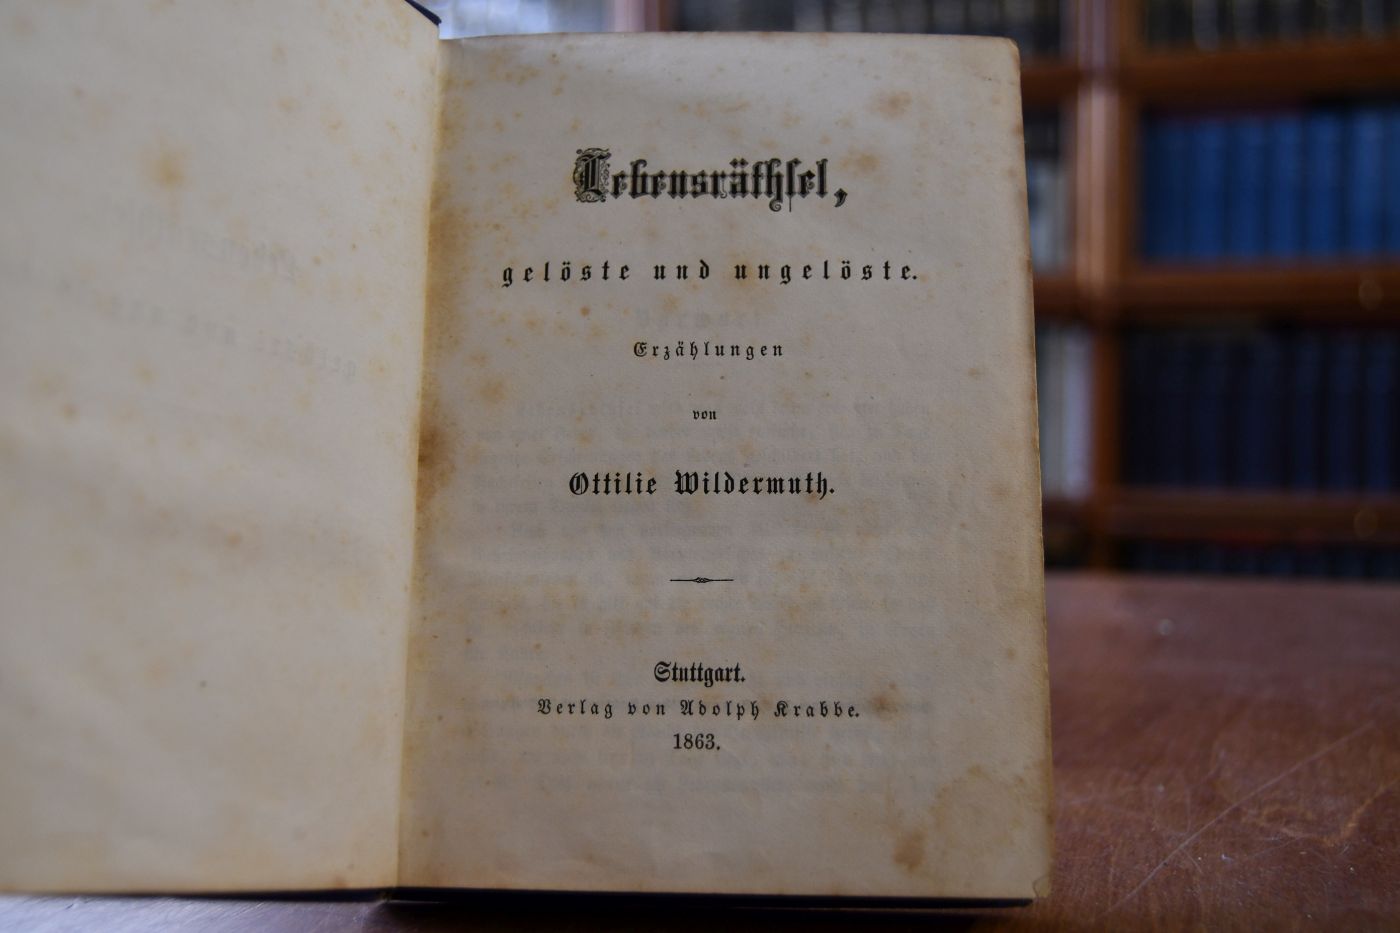 Lebensräthsel,
gelöste und ungelöste.
Erzählungen
von
Ottilie Wildermuth.
Stuttgart.
Verlag von Adolph Krabbe.
1863.